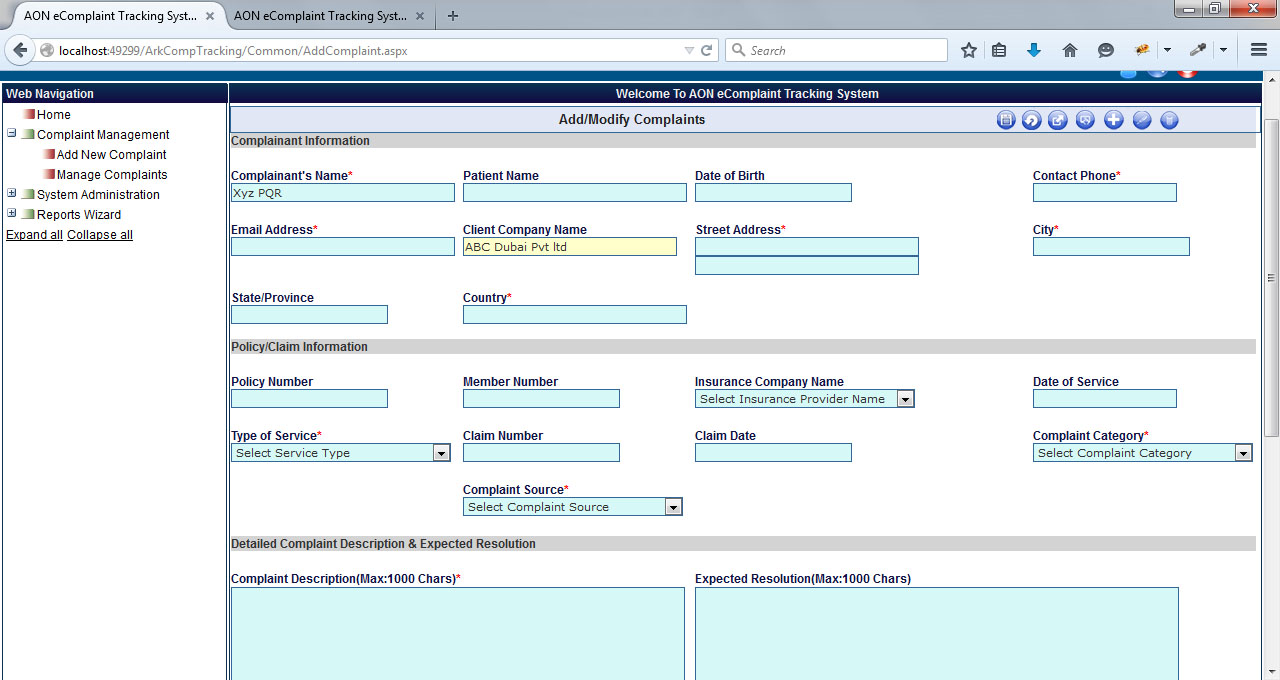 AON eComplaint Tracking Syst... × AON eComplaint Tracking Syst... × +
localhost:49299/ArkCompTracking/Common/AddComplaint.aspx Search
Web Navigation Welcome To AON eComplaint Tracking System
Home Add/Modify Complaints
Complaint Management Complainant Information
Add New Complaint
Manage Complaints Complainant's Name* Patient Name Date of Birth Contact Phone*
System Administration Xyz PQR
Reports Wizard
Expand all Collapse all Email Address* Client Company Name Street Address* City*
ABC Dubai Pvt ltd
State/Province Country*
Policy/Claim Information
Policy Number Member Number Insurance Company Name Date of Service
Select Insurance Provider Name
Type of Service* Claim Number Claim Date Complaint Category*
Select Service Type Select Complaint Category
Complaint Source*
Select Complaint Source
Detailed Complaint Description & Expected Resolution
Complaint Description(Max:1000 Chars)* Expected Resolution(Max:1000 Chars)